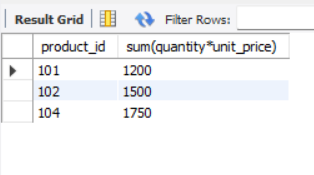 Result Grid Filter Rows:
product_id sum(quantity*unit_price)
101 1200
102 1500
104 1750